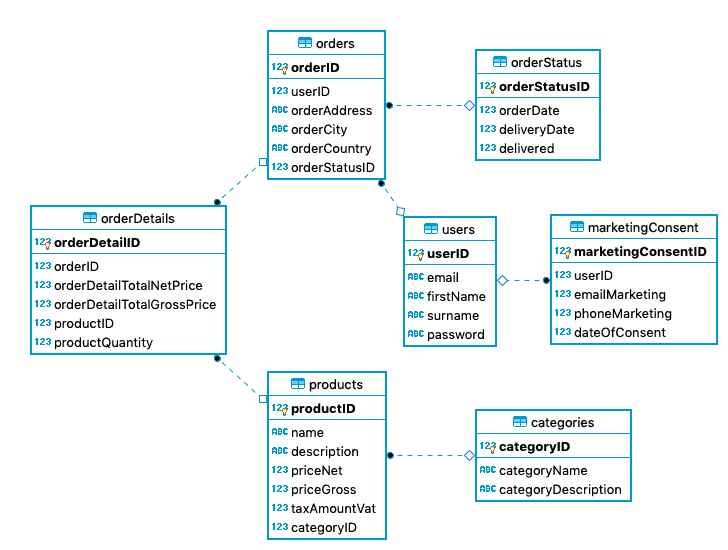 orders
123 orderID
123 userID
ABC orderAddress
ABC orderCity
ABC orderCountry
123 orderStatusID
orderStatus
123 orderStatusID
123 orderDate
123 deliveryDate
123 delivered
orderDetails
123 orderDetailID
123 orderID
123 orderDetailTotalNetPrice
123 orderDetailTotalGrossPrice
123 productID
123 productQuantity
users
123 userID
ABC email
ABC firstName
ABC surname
ABC password
marketingConsent
123 marketingConsentID
123 userID
123 emailMarketing
123 phoneMarketing
123 dateOfConsent
products
123 productID
ABC name
ABC description
123 priceNet
123 priceGross
123 taxAmountVat
123 categoryID
categories
123 categoryID
ABC categoryName
ABC categoryDescription